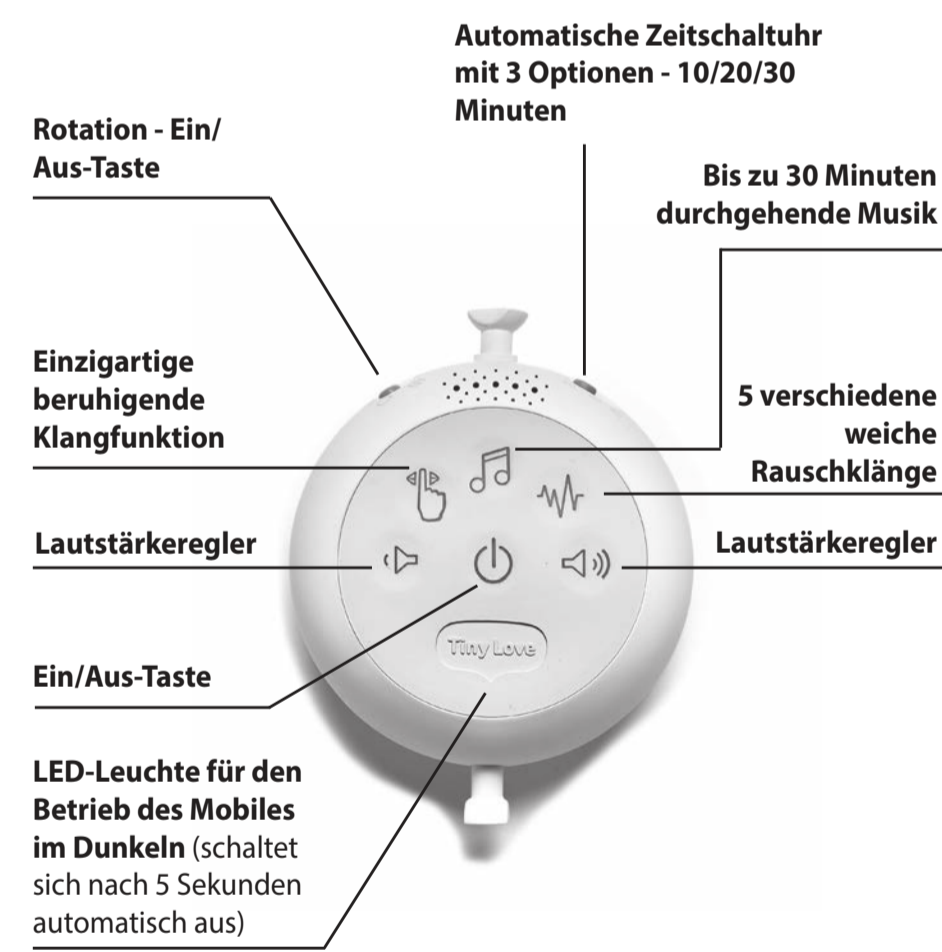 Automatische Zeitschaltuhr
mit 3 Optionen - 10/20/30
Minuten
Rotation - Ein/
Aus-Taste
Bis zu 30 Minuten
durchgehende Musik
Einzigartige
beruhigende
Klangfunktion
5 verschiedene
weiche
Rauschklänge
Lautstärkeregler
Lautstärkeregler
Tiny Love
Ein/Aus-Taste
LED-Leuchte für den
Betrieb des Mobiles
im Dunkeln (schaltet
sich nach 5 Sekunden
automatisch aus)